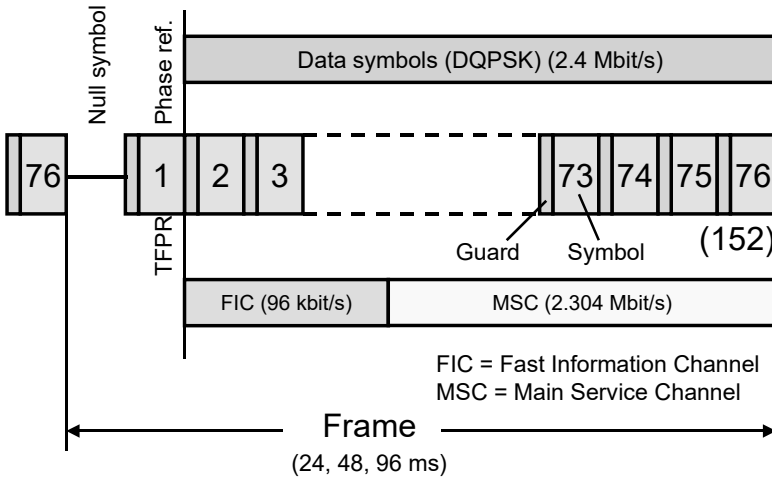 Null symbol
Phase ref.
Data symbols (DQPSK) (2.4 Mbit/s)
76
1
2
3
73
74
75
76
TFPR
Guard
Symbol
(152)
FIC (96 kbit/s)
MSC (2.304 Mbit/s)
FIC = Fast Information Channel
MSC = Main Service Channel
Frame
(24, 48, 96 ms)